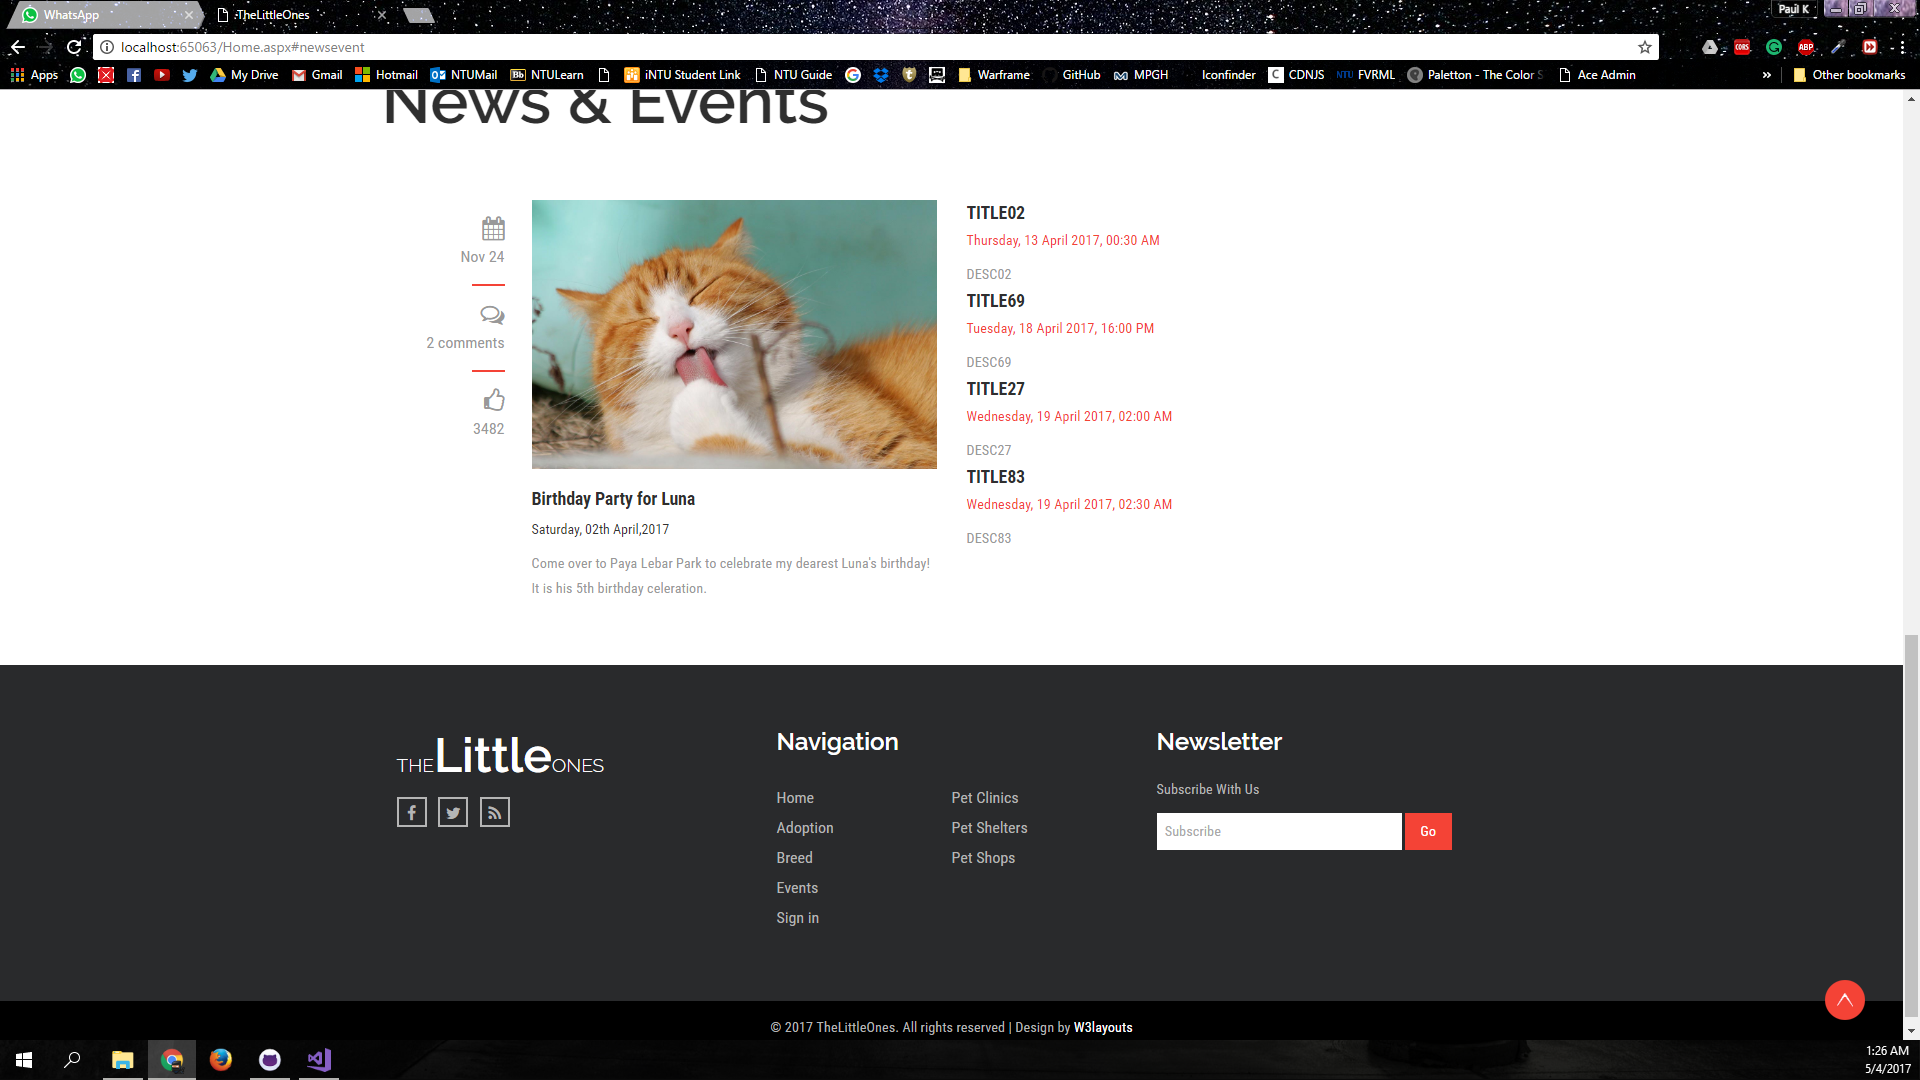 WhatsApp
TheLittleOnes
Paul K
localhost:65063/Home.aspx#newsevent
CORS
ABP
Apps
My Drive
Gmail
Hotmail
NTUMail
Bb NTULearn
iNTU Student Link
NTU Guide
Warframe
GitHub
MPGH
Iconfinder
C CDNJS
NTU FVRML
Paletton - The Color S
Ace Admin
»
Other bookmarks
News & Events
Nov 24
2 comments
3482
Birthday Party for Luna
Saturday, 02th April,2017
Come over to Paya Lebar Park to celebrate my dearest Luna's birthday!
It is his 5th birthday celeration.
TITLE02
Thursday, 13 April 2017, 00:30 AM
DESC02
TITLE69
Tuesday, 18 April 2017, 16:00 PM
DESC69
TITLE27
Wednesday, 19 April 2017, 02:00 AM
DESC27
TITLE83
Wednesday, 19 April 2017, 02:30 AM
DESC83
THELittleONES
Navigation
Home
Adoption
Breed
Events
Sign in
Pet Clinics
Pet Shelters
Pet Shops
Newsletter
Subscribe With Us
Subscribe
Go
© 2017 TheLittleOnes. All rights reserved | Design by W3layouts
1:26 AM
5/4/2017